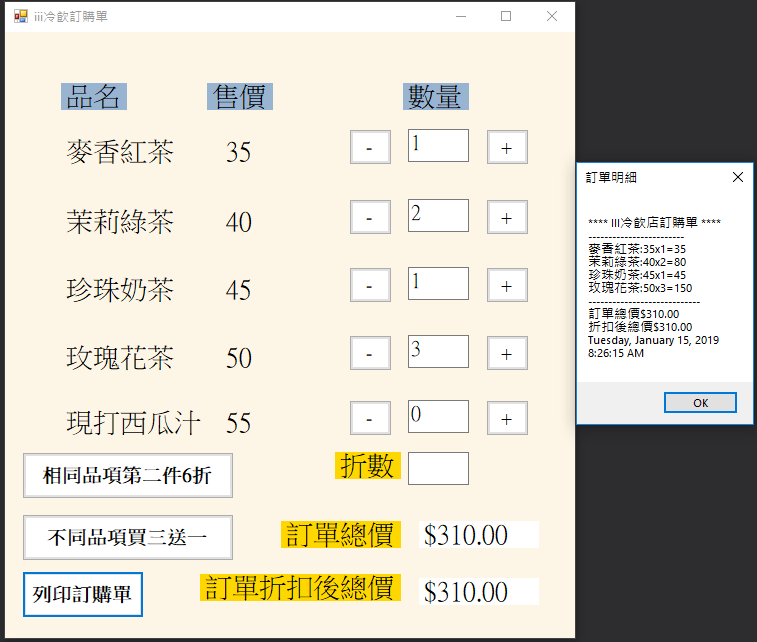 iii冷飲訂購單
品名 售價 數量
麥香紅茶 35 - 1 +
茉莉綠茶 40 - 2 +
珍珠奶茶 45 - 1 +
玫瑰花茶 50 - 3 +
現打西瓜汁 55 - 0 +
相同品項第二件6折 折數
不同品項買三送一 訂單總價 $310.00
列印訂購單 訂單折扣後總價 $310.00
訂單明細
**** III冷飲店訂購單 ****
------------------------
麥香紅茶:35x1=35
茉莉綠茶:40x2=80
珍珠奶茶:45x1=45
玫瑰花茶:50x3=150
----------------------------
訂單總價$310.00
折扣後總價$310.00
Tuesday, January 15, 2019
8:26:15 AM
OK